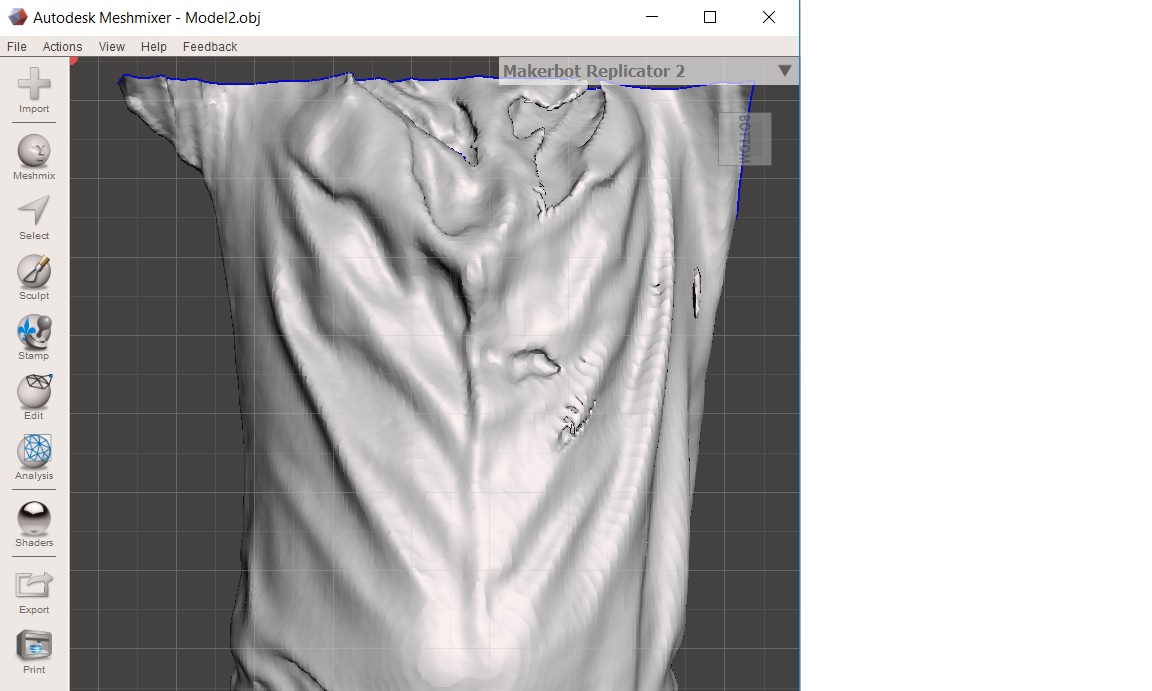 Autodesk Meshmixer - Model2.obj
File Actions View Help Feedback
Makerbot Replicator 2
Import
BOTTOM
Meshmix
Select
Sculpt
Stamp
Edit
Analysis
Shaders
Export
Print